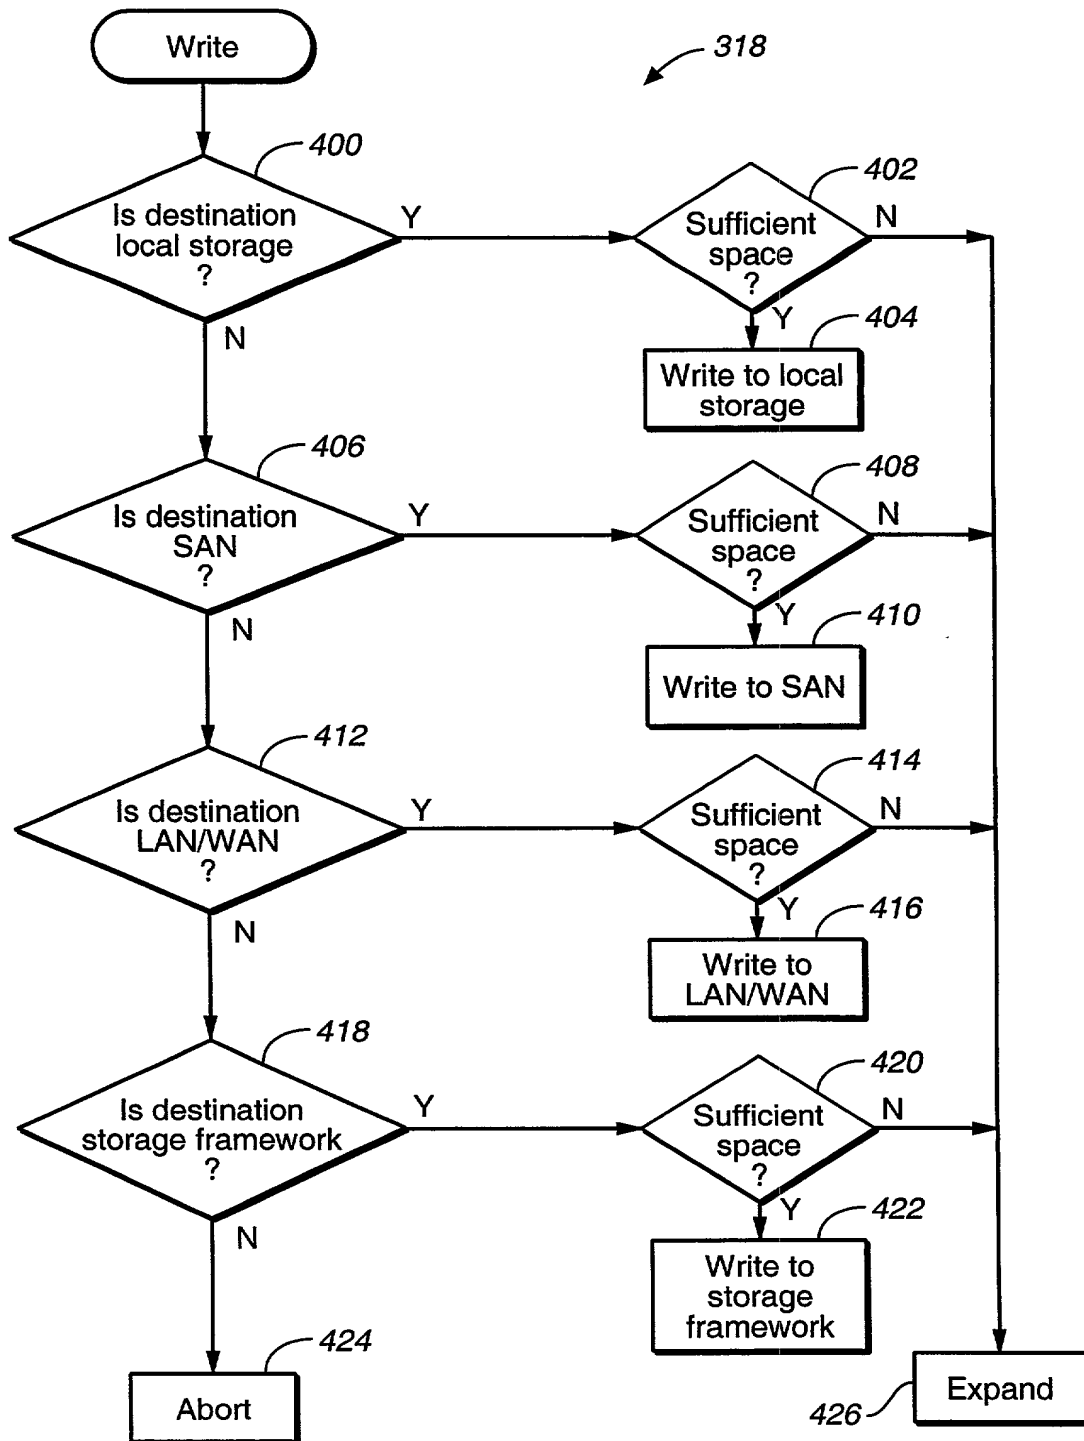 Write
318
400
Is destination
local storage
?
Y
N
402
Sufficient
space
?
N
Y
404
Write to local
storage
406
Is destination
SAN
?
Y
N
408
Sufficient
space
?
N
Y
410
Write to SAN
412
Is destination
LAN/WAN
?
Y
N
414
Sufficient
space
?
N
Y
416
Write to
LAN/WAN
418
Is destination
storage framework
?
Y
N
420
Sufficient
space
?
N
Y
422
Write to
storage
framework
424
Abort
426
Expand